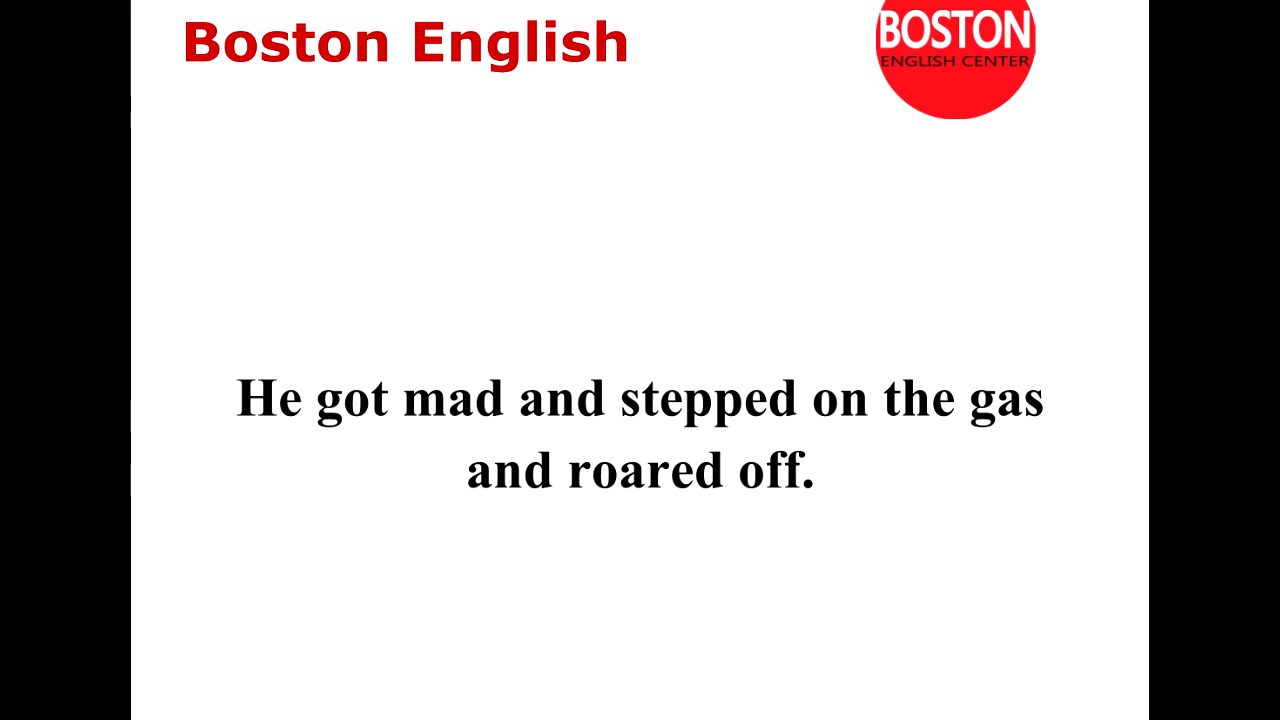 Boston English
BOSTON
ENGLISH CENTER
He got mad and stepped on the gas
and roared off.